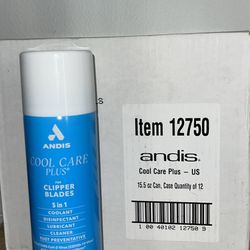 ANDIS
COOL CARE
PLUS®
FOR
CLIPPER
BLADES
5 in 1
COOLANT
DISINFECTANT
LUBRICANT
CLEANER
RUST PREVENTATIVE
s
Item 12750
andis.
Cool Care Plus - US
15.5 oz Can, Case Quantity of 12
1 00 40102 12750 9